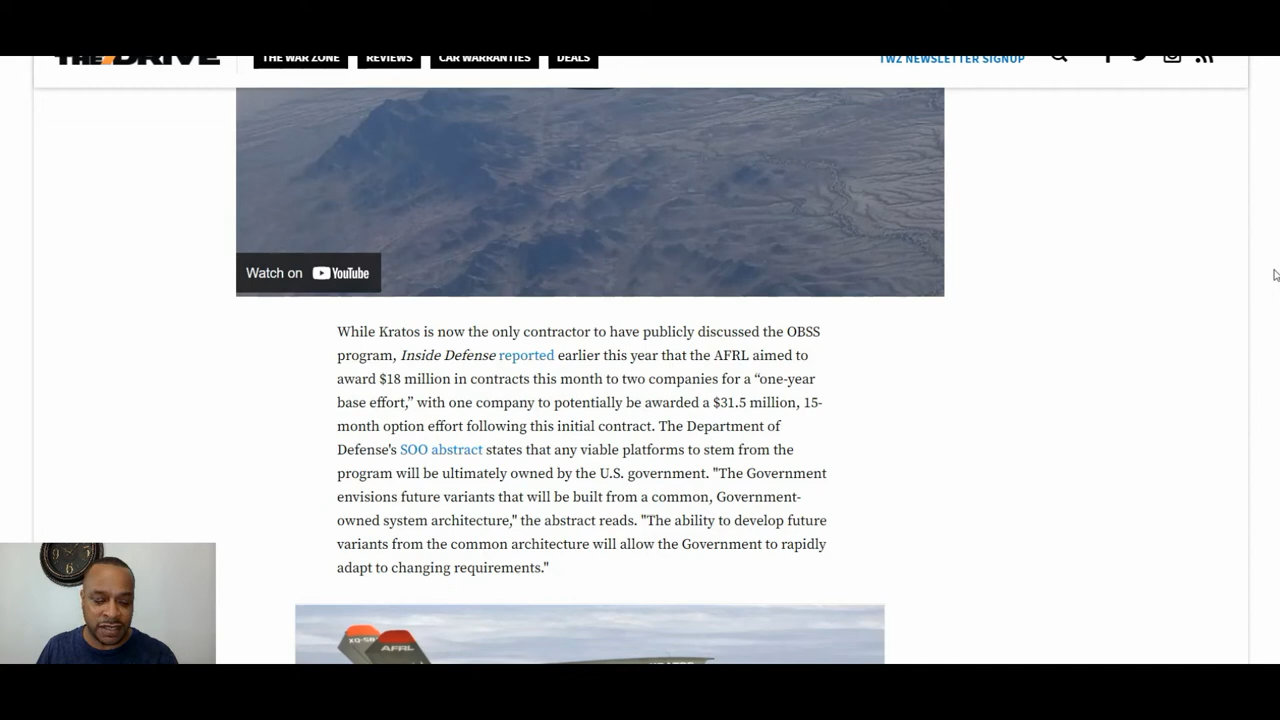 THE DRIVE
THE WAR ZONE
REVIEWS
CAR WARRANTIES
DEALS
TWZ NEWSLETTER SIGNUP
Watch on YouTube
While Kratos is now the only contractor to have publicly discussed the OBSS
program, Inside Defense reported earlier this year that the AFRL aimed to
award $18 million in contracts this month to two companies for a “one-year
base effort,” with one company to potentially be awarded a $31.5 million, 15-
month option effort following this initial contract. The Department of
Defense's SOO abstract states that any viable platforms to stem from the
program will be ultimately owned by the U.S. government. "The Government
envisions future variants that will be built from a common, Government-
owned system architecture," the abstract reads. "The ability to develop future
variants from the common architecture will allow the Government to rapidly
adapt to changing requirements."
AFRL
9
6
3